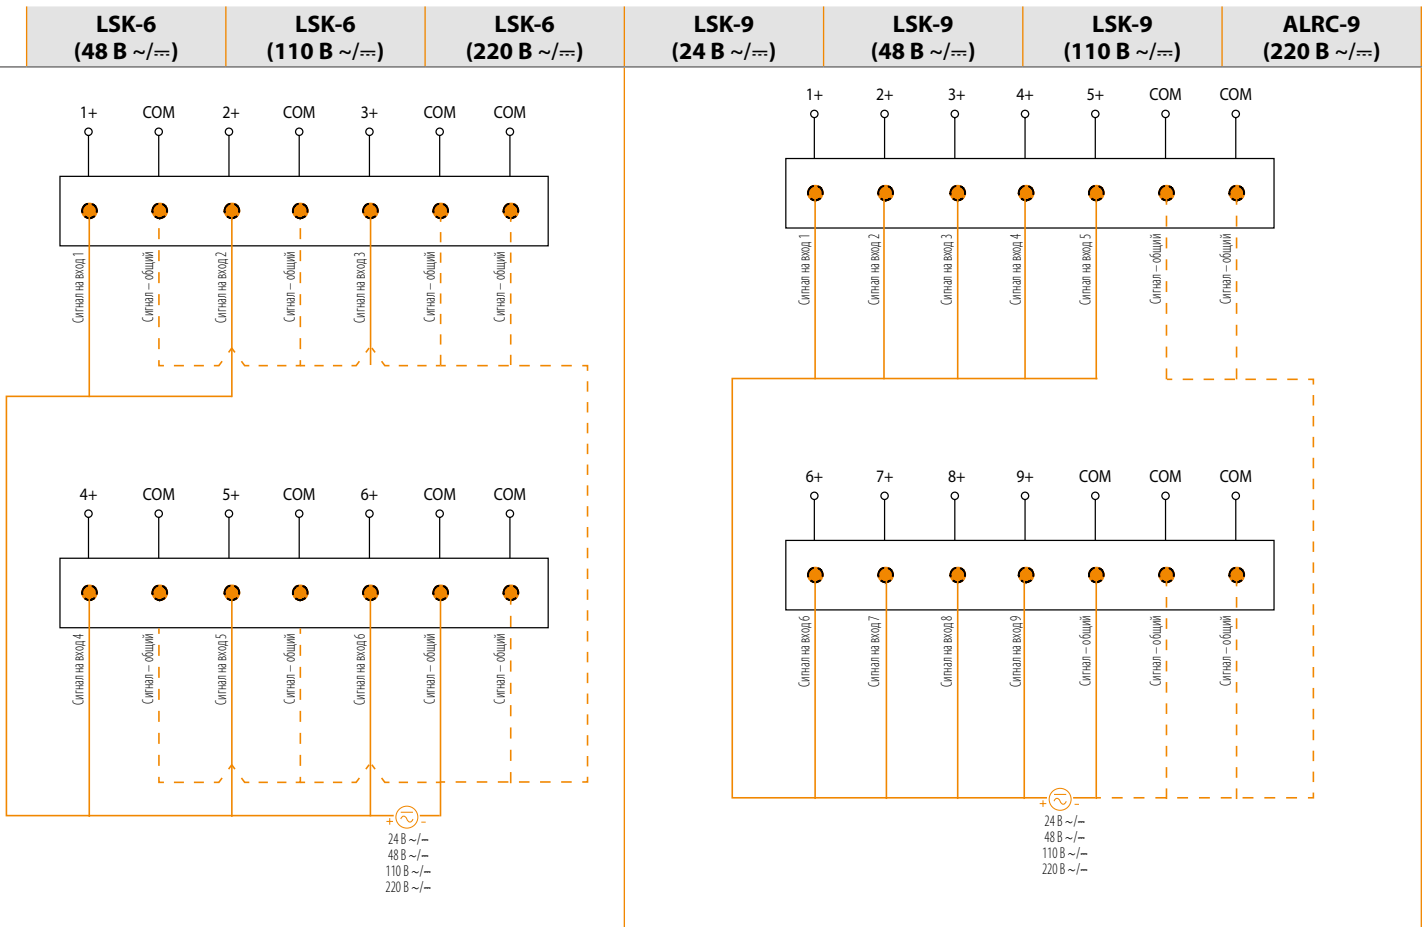 LSK-6
(48 В ~/⎓)
LSK-6
(110 В ~/⎓)
LSK-6
(220 В ~/⎓)
LSK-9
(24 В ~/⎓)
LSK-9
(48 В ~/⎓)
LSK-9
(110 В ~/⎓)
ALRC-9
(220 В ~/⎓)
1+ COM 2+ COM 3+ COM COM
Сигнал на вход 1
Сигнал – общий
Сигнал на вход 2
Сигнал – общий
Сигнал на вход 3
Сигнал – общий
Сигнал – общий
4+ COM 5+ COM 6+ COM COM
Сигнал на вход 4
Сигнал – общий
Сигнал на вход 5
Сигнал – общий
Сигнал на вход 6
Сигнал – общий
Сигнал – общий
+ -
24 В ~/⎓
48 В ~/⎓
110 В ~/⎓
220 В ~/⎓
1+ 2+ 3+ 4+ 5+ COM COM
Сигнал на вход 1
Сигнал на вход 2
Сигнал на вход 3
Сигнал на вход 4
Сигнал на вход 5
Сигнал – общий
Сигнал – общий
6+ 7+ 8+ 9+ COM COM COM
Сигнал на вход 6
Сигнал на вход 7
Сигнал на вход 8
Сигнал на вход 9
Сигнал – общий
Сигнал – общий
Сигнал – общий
+ -
24 В ~/⎓
48 В ~/⎓
110 В ~/⎓
220 В ~/⎓